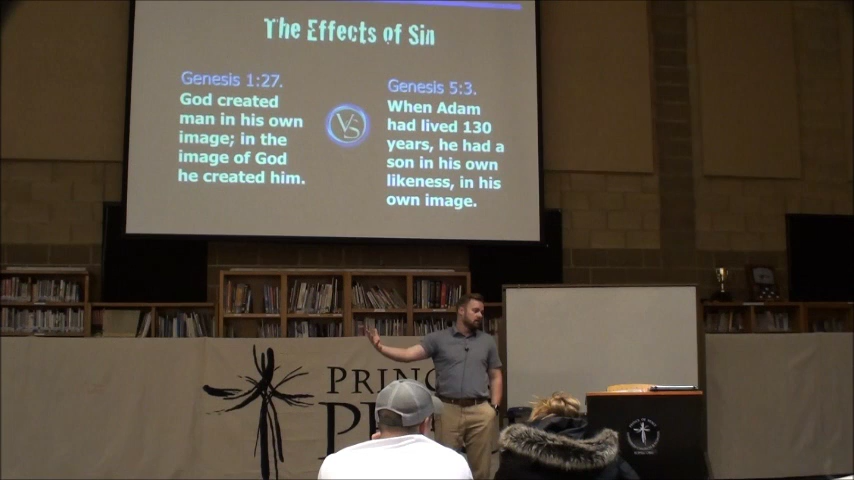 The Effects of Sin
Genesis 1:27.
God created
man in his own
image; in the
image of God
he created him.
VS
Genesis 5:3.
When Adam
had lived 130
years, he had a
son in his own
likeness, in his
own image.